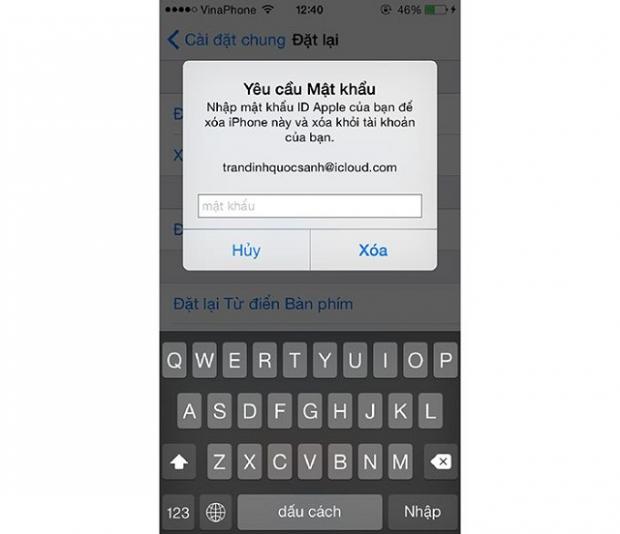 VinaPhone 12:40 46%
Cài đặt chung Đặt lại
Yêu cầu Mật khẩu
Nhập mật khẩu ID Apple của bạn để
xóa iPhone này và xóa khỏi tài khoản
của bạn.
trandinhquocsanh@icloud.com
mật khẩu
Hủy Xóa
Đặt lại Từ điển Bàn phím
Q W E R T Y U I O P
A S D F G H J K L
Z X C V B N M
123 dấu cách Nhập